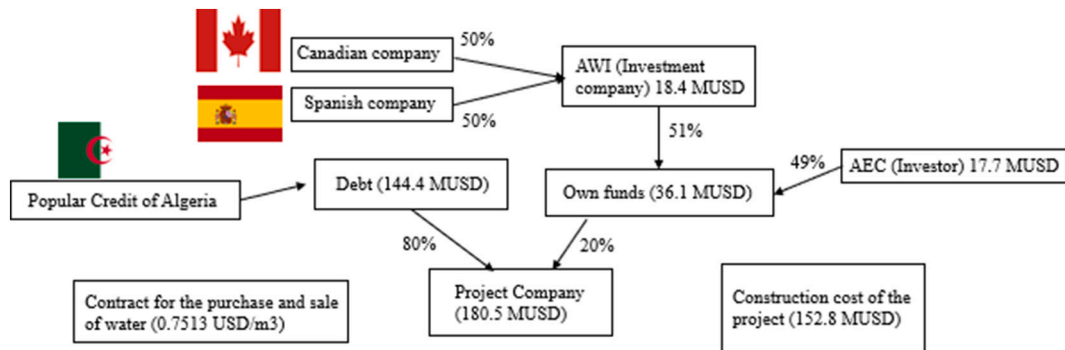 50%
Canadian company
AWI (Investment
company) 18.4 MUSD
Spanish company
50%
51%
49%
AEC (Investor) 17.7 MUSD
Debt (144.4 MUSD)
Own funds (36.1 MUSD)
Popular Credit of Algeria
80%
20%
Contract for the purchase and sale
of water (0.7513 USD/m3)
Project Company
(180.5 MUSD)
Construction cost of the
project (152.8 MUSD)